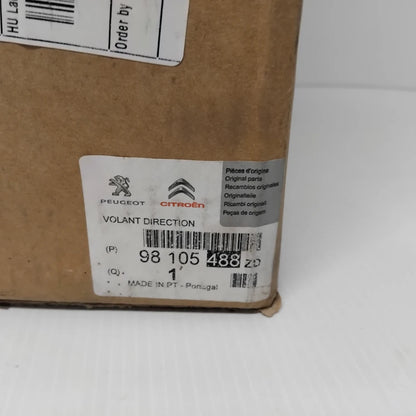 HU La
Order by
Pièces d'origine
Original parts
Recambios originales
Originalteile
Ricambi originali
Peças de origem
PEUGEOT CITROËN
VOLANT DIRECTION
(P) 98 105 488 ZD
(Q) 1
MADE IN PT - Portugal